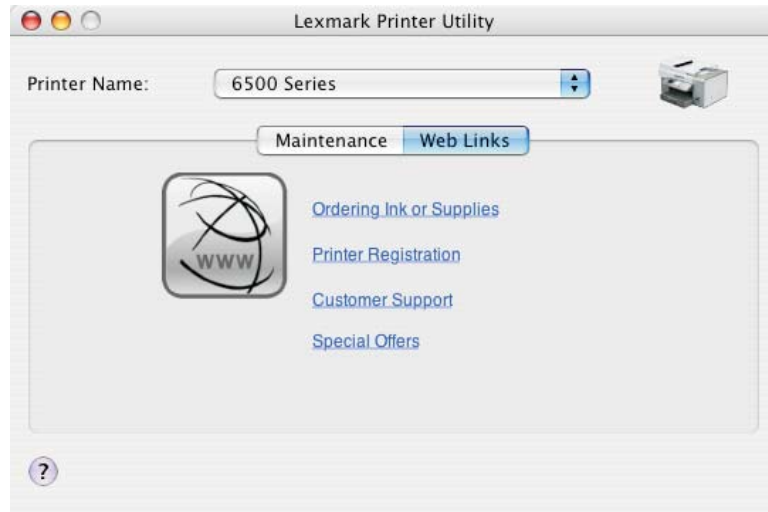 Lexmark Printer Utility
Printer Name: 6500 Series
Maintenance Web Links
www
Ordering Ink or Supplies
Printer Registration
Customer Support
Special Offers
?